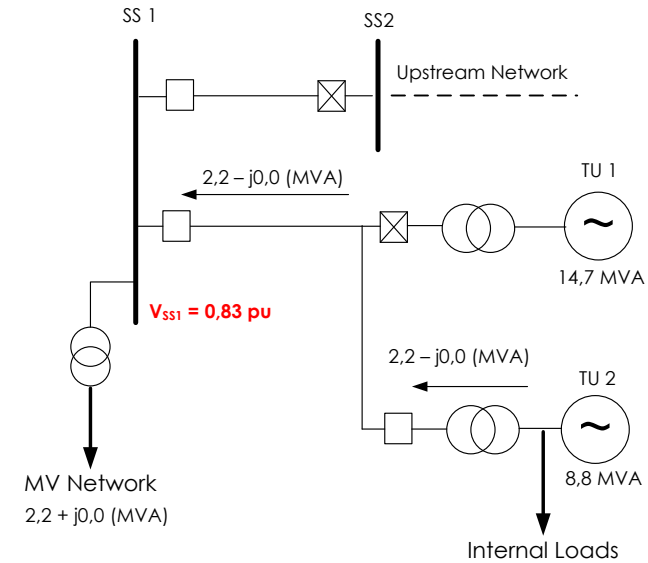 SS 1
SS2
Upstream Network
2,2 – j0,0 (MVA)
TU 1
~
14,7 MVA
V_SS1 = 0,83 pu
2,2 – j0,0 (MVA)
TU 2
~
8,8 MVA
MV Network
2,2 + j0,0 (MVA)
Internal Loads